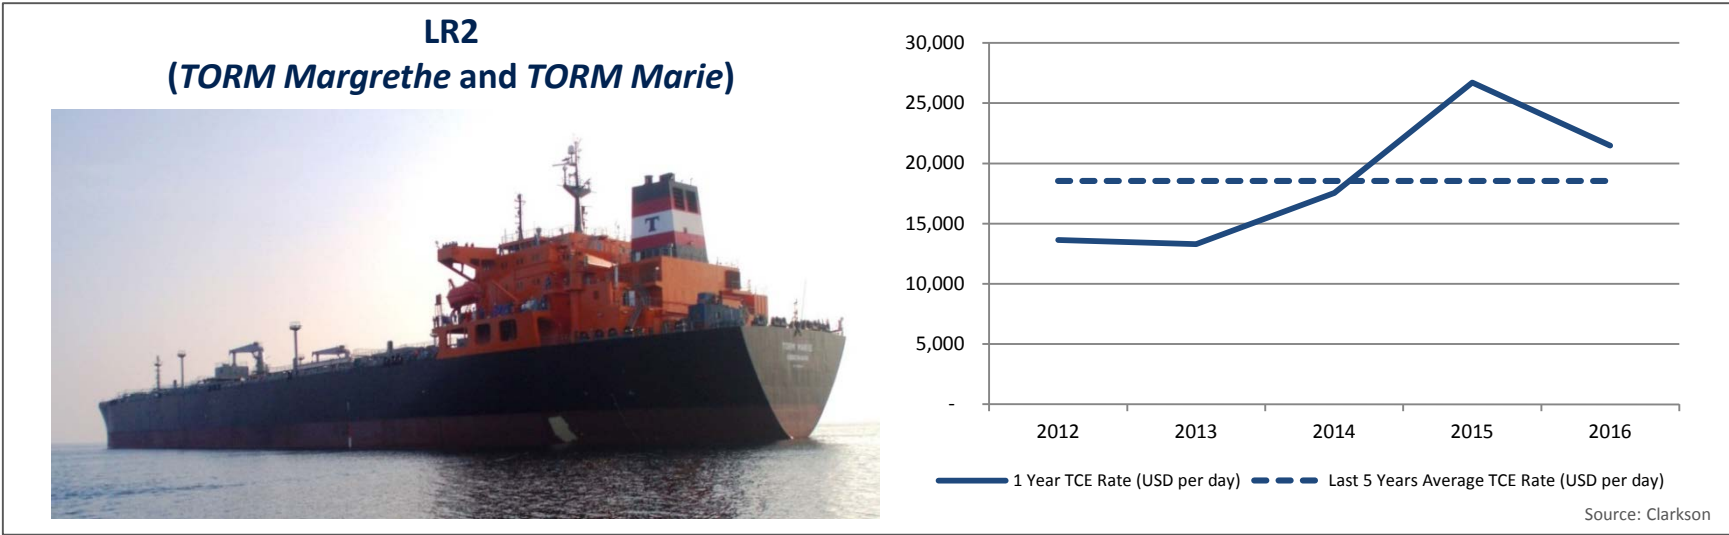 LR2
(TORM Margrethe and TORM Marie)
T
TORM MARIE
30,000
25,000
20,000
15,000
10,000
5,000
-
2012 2013 2014 2015 2016
1 Year TCE Rate (USD per day) Last 5 Years Average TCE Rate (USD per day)
Source: Clarkson